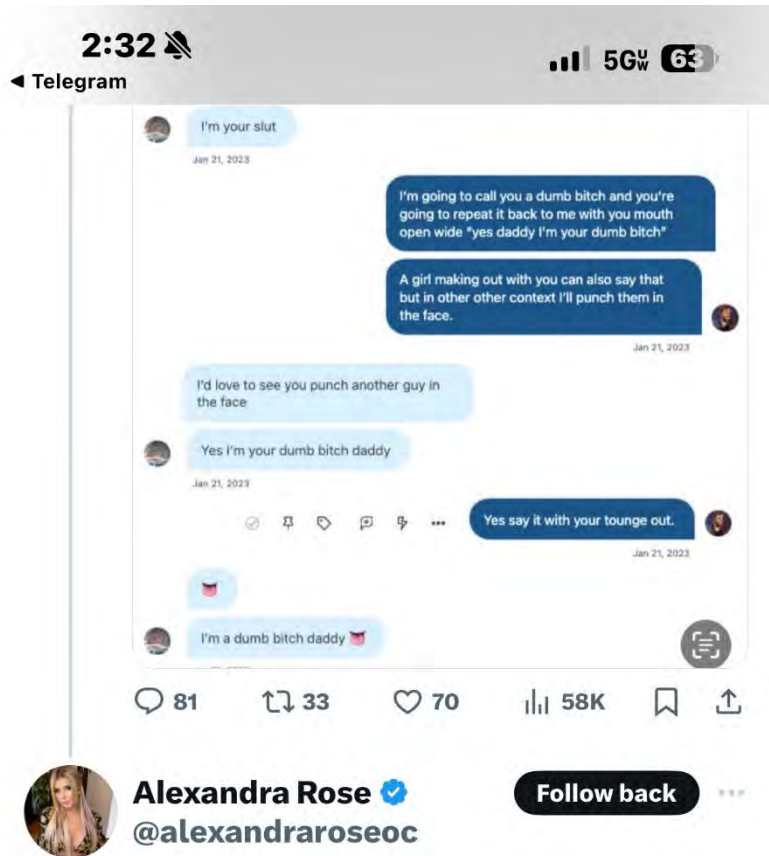 2:32
63
5GUW
Telegram
I'm your slut
Jan 21, 2023
I'm going to call you a dumb bitch and you're
going to repeat it back to me with you mouth
open wide "yes daddy I'm your dumb bitch"
A girl making out with you can also say that
but in other other context I'll punch them in
the face.
Jan 21, 2023
I'd love to see you punch another guy in
the face
Yes I'm your dumb bitch daddy
Jan 21, 2023
Yes say it with your tounge out.
Jan 21, 2023
👅
I'm a dumb bitch daddy 👅
81
33
70
58K
Alexandra Rose
@alexandraroseoc
Follow back